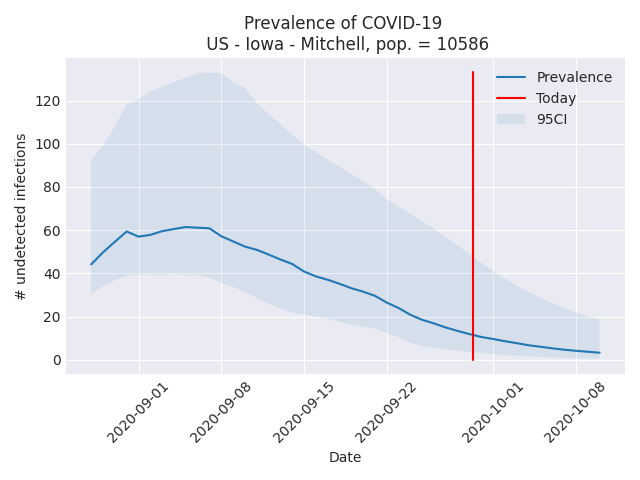 Prevalence of COVID-19
US - Iowa - Mitchell, pop. = 10586
Prevalence
Today
95CI
# undetected infections
120
100
80
60
40
20
0
2020-09-01
2020-09-08
2020-09-15
2020-09-22
2020-10-01
2020-10-08
Date